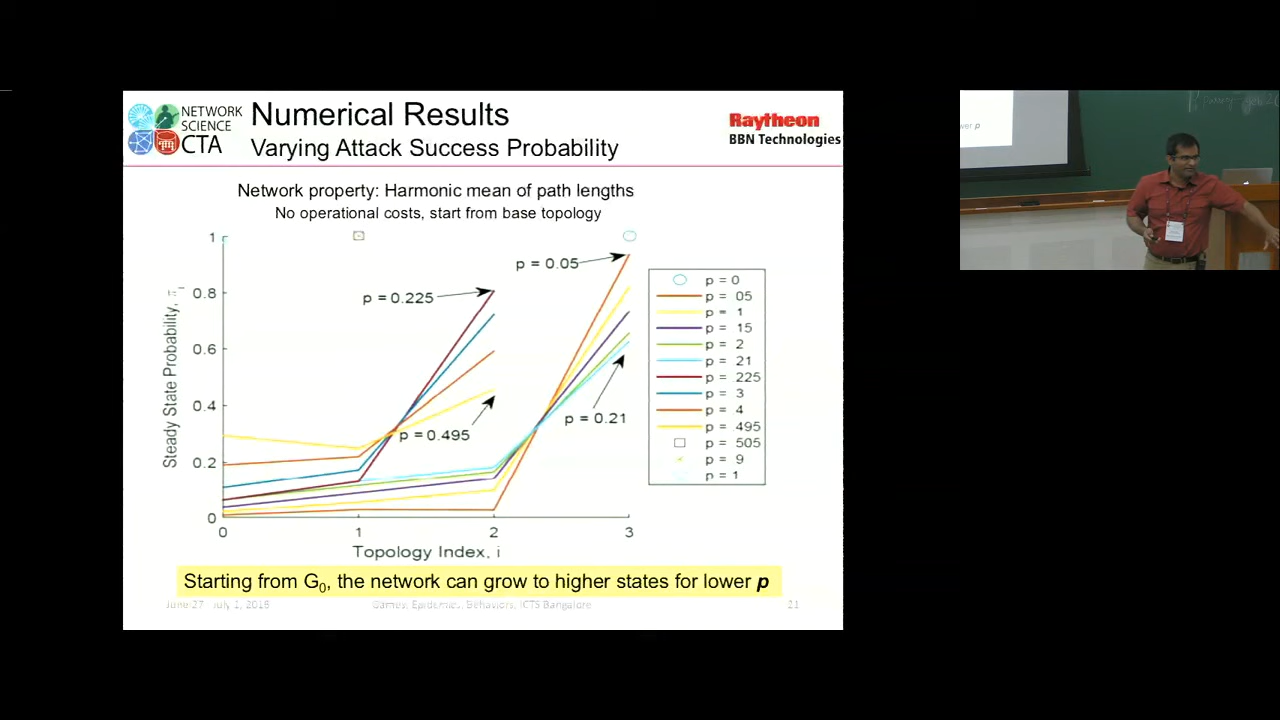 NETWORK
SCIENCE
CTA
Numerical Results
Varying Attack Success Probability
Raytheon
BBN Technologies
Network property: Harmonic mean of path lengths
No operational costs, start from base topology
Steady State Probability, π_i
1
0.8
0.6
0.4
0.2
0
0 1 2 3
Topology Index, i
p = 0.05
p = 0.225
p = 0.495
p = 0.21
p = 0
p = 05
p = 1
p = 15
p = 2
p = 21
p = 225
p = 3
p = 4
p = 495
p = 505
p = 9
p = 1
Starting from G0, the network can grow to higher states for lower p
June 27 July 1, 2016
Games, Epidemics, Behaviors, ICTS Bangalore
21
wer p